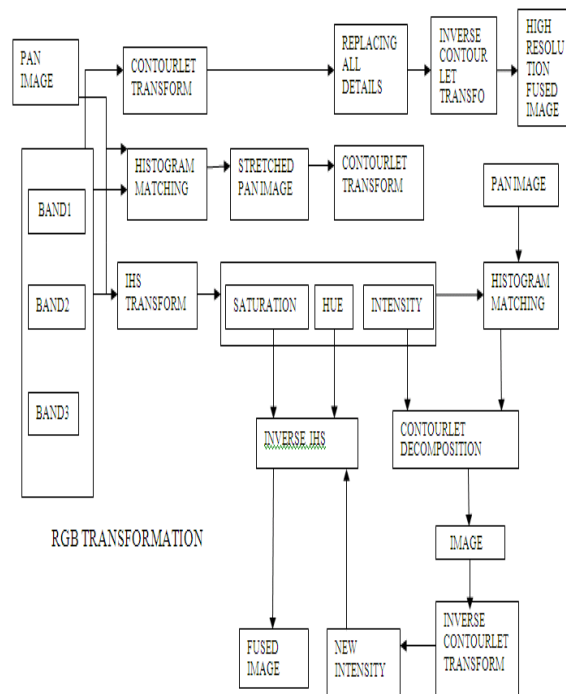 PAN
IMAGE
CONTOURLET
TRANSFORM
REPLACING
ALL
DETAILS
INVERSE
CONTOUR
LET
TRANSFO
HIGH
RESOLU
TION
FUSED
IMAGE
HISTOGRAM
MATCHING
STRETCHED
PAN IMAGE
CONTOURLET
TRANSFORM
PAN IMAGE
BAND1
BAND2
BAND3
IHS
TRANSFORM
SATURATION
HUE
INTENSITY
HISTOGRAM
MATCHING
INVERSE IHS
CONTOURLET
DECOMPOSITION
RGB TRANSFORMATION
IMAGE
FUSED
IMAGE
NEW
INTENSITY
INVERSE
CONTOURLET
TRANSFORM